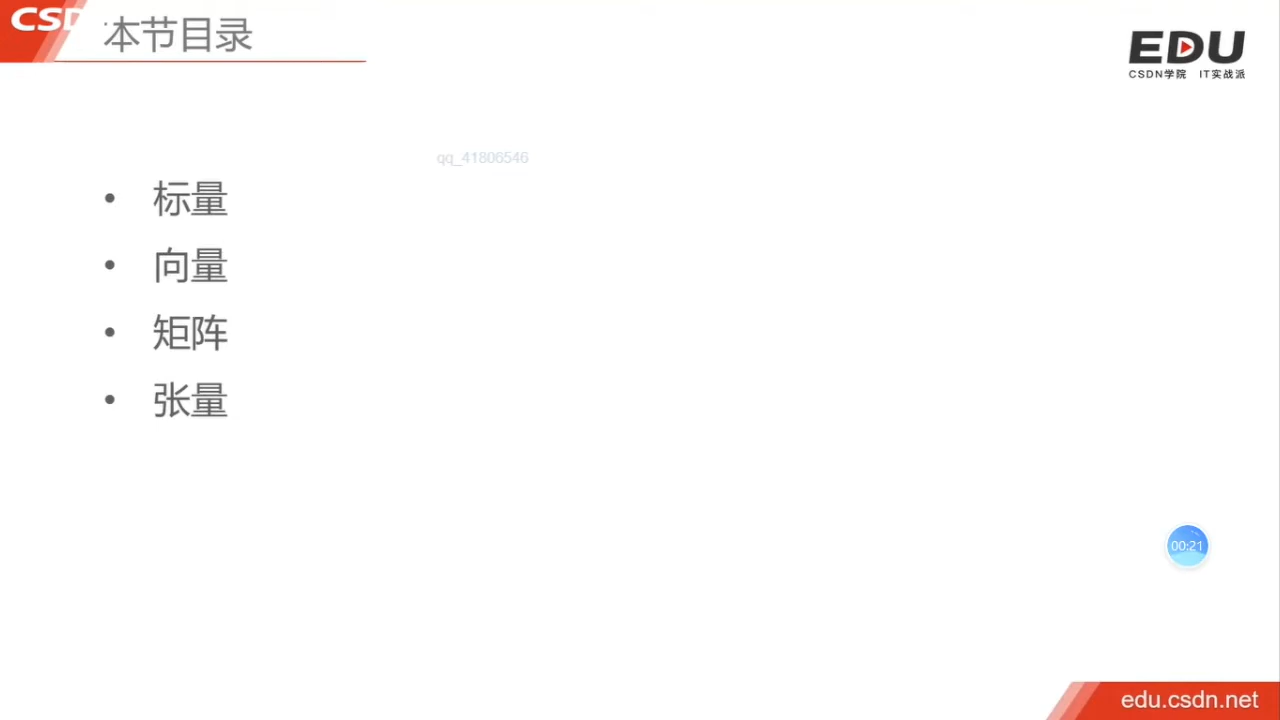 CSD
本节目录
EDU
CSDN学院 IT实战派
qq_41806546
• 标量
• 向量
• 矩阵
• 张量
00:21
edu.csdn.net